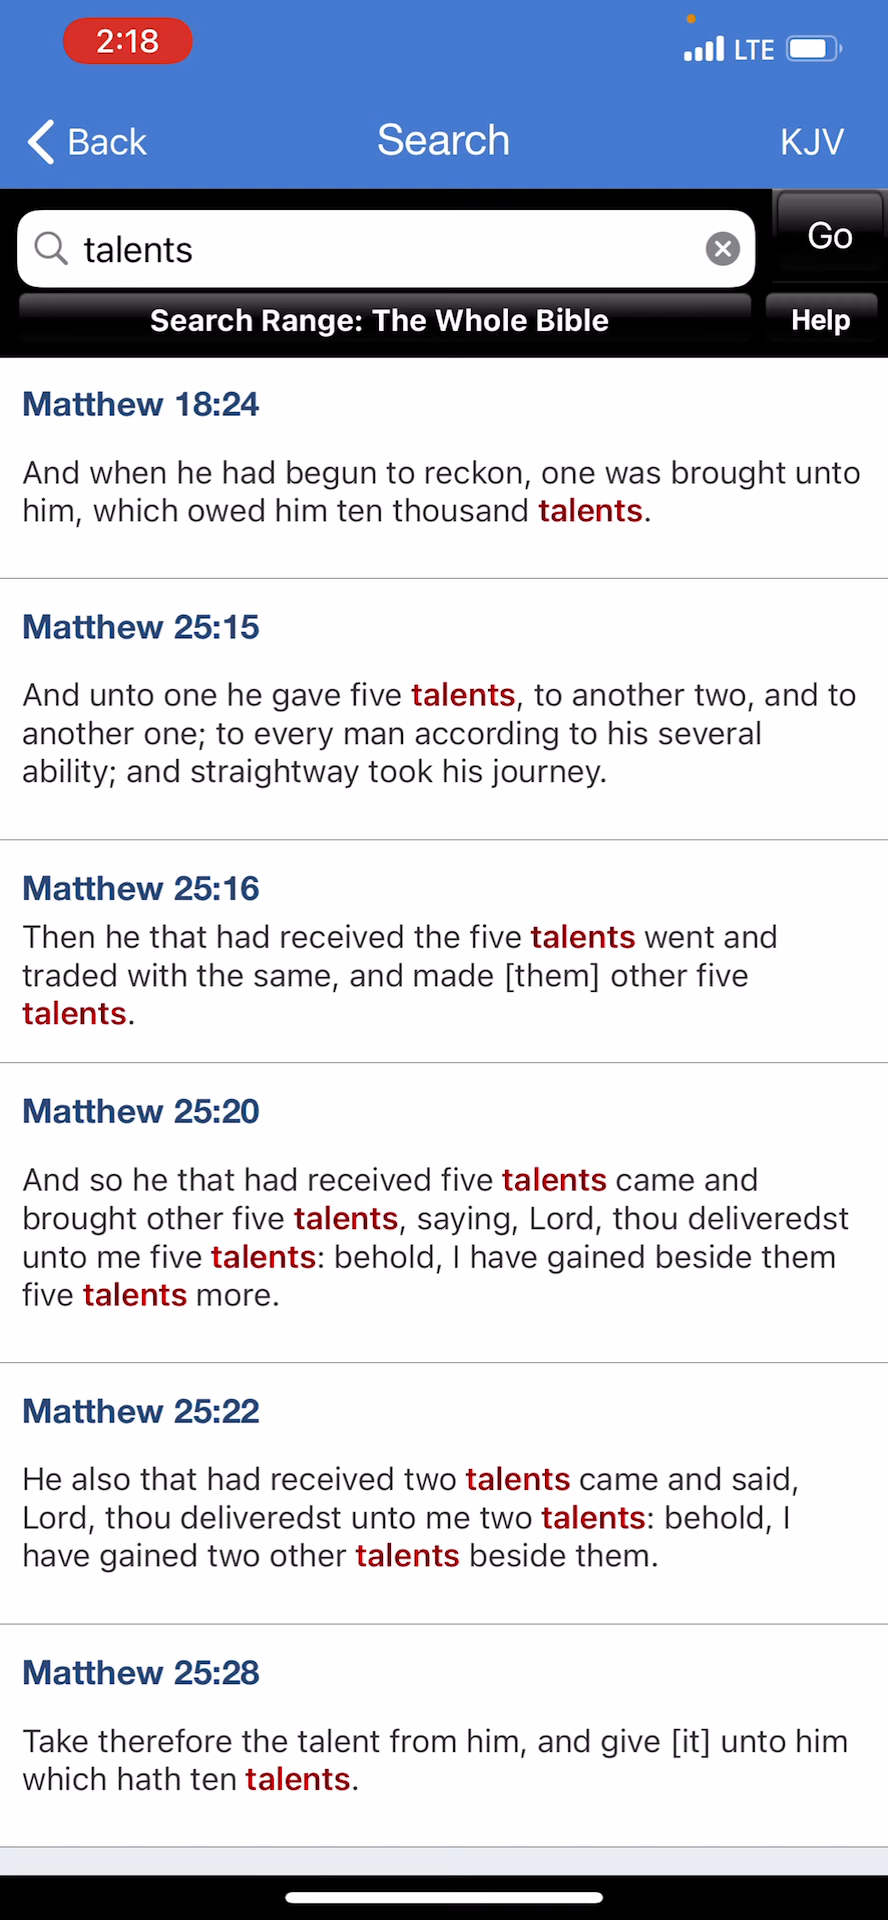 2:18
LTE
Back
Search
KJV
talents
Go
Search Range: The Whole Bible
Help
Matthew 18:24
And when he had begun to reckon, one was brought unto
him, which owed him ten thousand talents.
Matthew 25:15
And unto one he gave five talents, to another two, and to
another one; to every man according to his several
ability; and straightway took his journey.
Matthew 25:16
Then he that had received the five talents went and
traded with the same, and made [them] other five
talents.
Matthew 25:20
And so he that had received five talents came and
brought other five talents, saying, Lord, thou deliveredst
unto me five talents: behold, I have gained beside them
five talents more.
Matthew 25:22
He also that had received two talents came and said,
Lord, thou deliveredst unto me two talents: behold, I
have gained two other talents beside them.
Matthew 25:28
Take therefore the talent from him, and give [it] unto him
which hath ten talents.